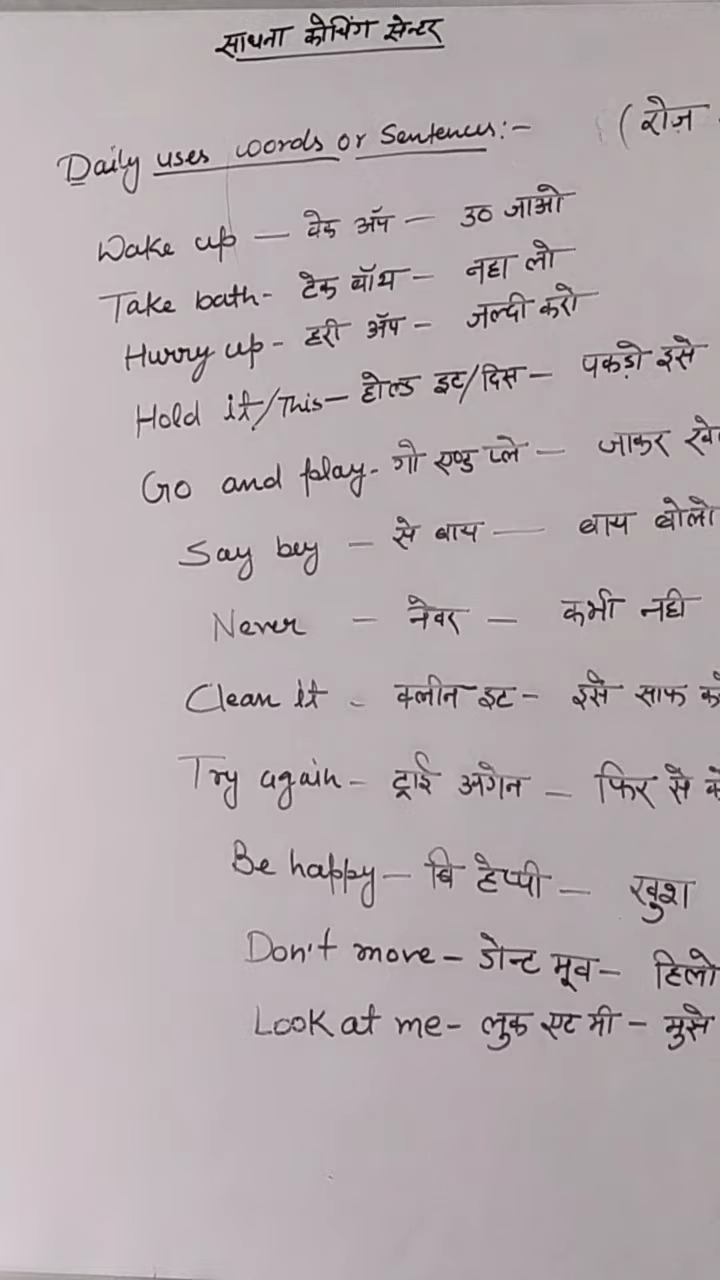 साधना कोचिंग सेन्टर
Daily uses words or Sentences:- (रोज़
Wake up — वेक अॅप — उठ जाओ
Take bath- टेक बॉथ - नहा लो
Hurry up - हरी अॅप - जल्दी करो
Hold it/This - होल्ड इट/दिस - पकड़ो इसे
Go and play - गो एण्ड प्ले — जाकर
Say bey - से बाय — बाय बोलो
Never - नेवर - कभी नही
Clean it - क्लीन इट - इसे साफ
Try again - ट्राई अगेन - फिर से
Be happy - बि हेप्पी - खुश
Don't move - डोन्ट मूव - हिलो
Look at me - लुक एट मी - मुसे